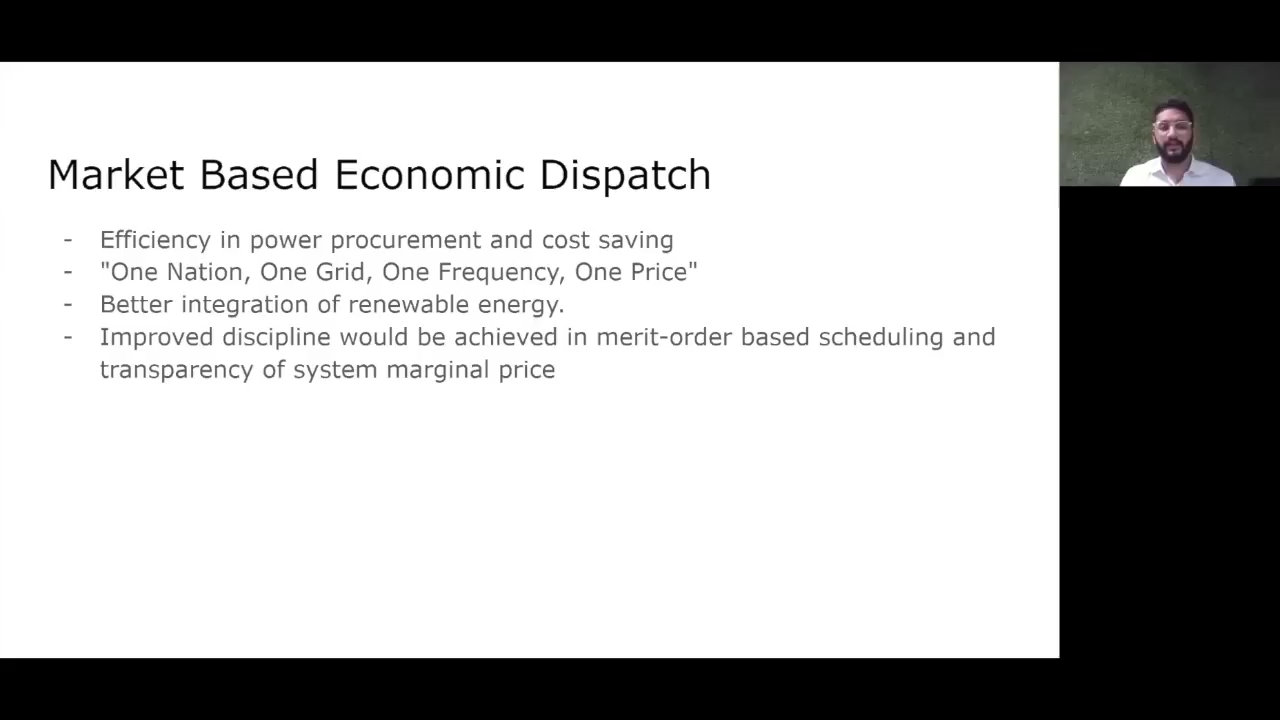 Market Based Economic Dispatch
- Efficiency in power procurement and cost saving
- "One Nation, One Grid, One Frequency, One Price"
- Better integration of renewable energy.
- Improved discipline would be achieved in merit-order based scheduling and
transparency of system marginal price